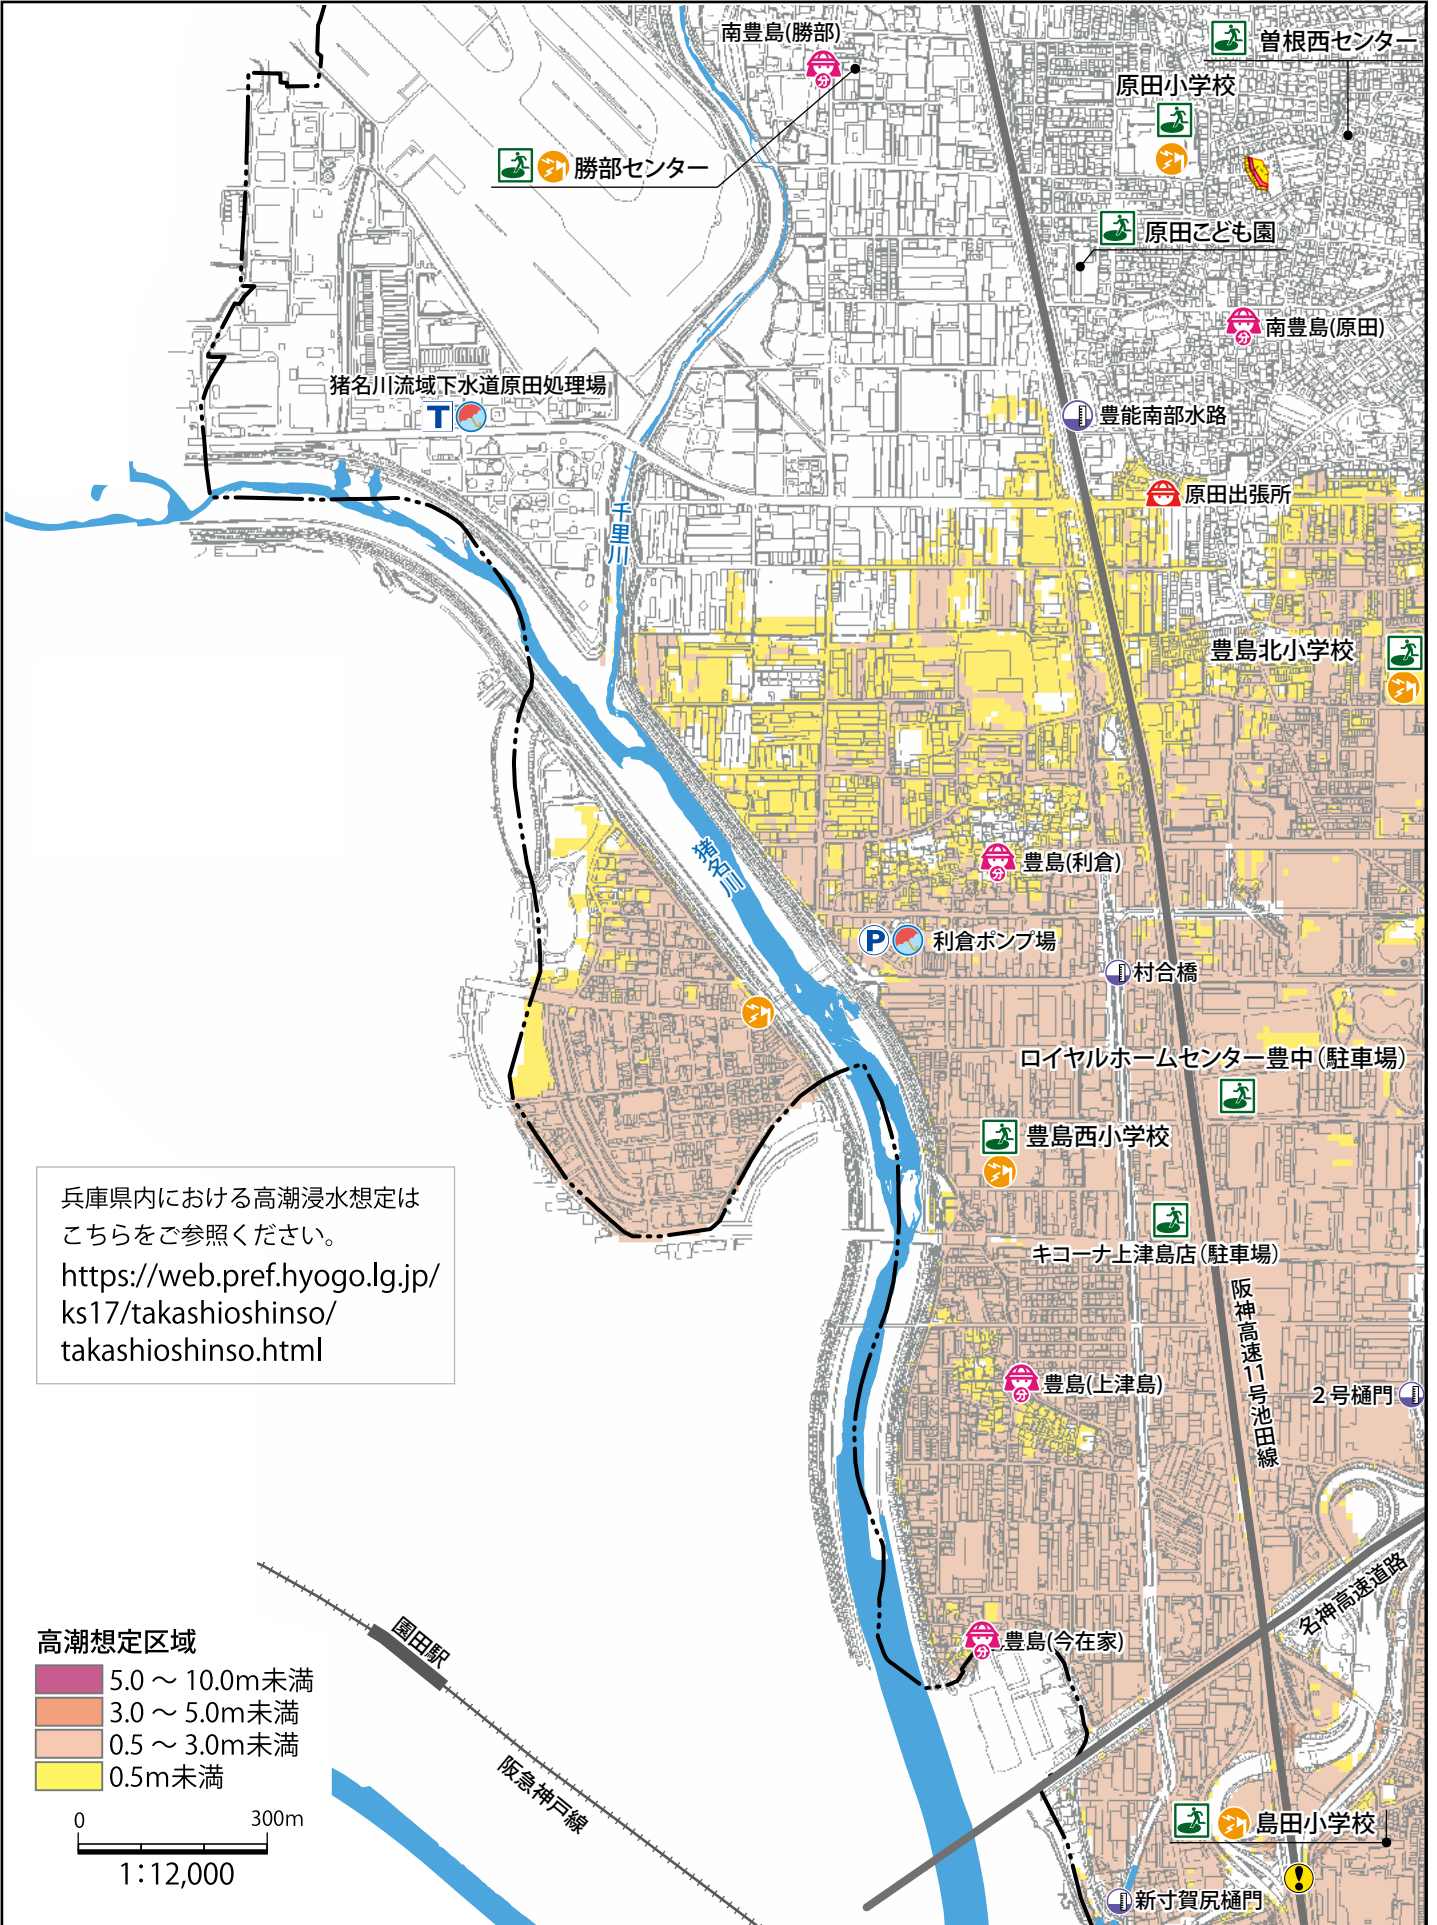 南豊島(勝部)
分
曽根西センター
原田小学校
勝部センター
原田こども園
南豊島(原田)
分
猪名川流域下水道原田処理場
T
豊能南部水路
原田出張所
千里川
豊島北小学校
猪名川
豊島(利倉)
分
P
利倉ポンプ場
村合橋
ロイヤルホームセンター豊中(駐車場)
豊島西小学校
キコーナ上津島店(駐車場)
兵庫県内における高潮浸水想定は
こちらをご参照ください。
https://web.pref.hyogo.lg.jp/
ks17/takashioshinso/
takashioshinso.html
阪神高速11号池田線
豊島(上津島)
分
2号樋門
名神高速道路
園田駅
豊島(今在家)
分
高潮想定区域
5.0 ～ 10.0m未満
3.0 ～ 5.0m未満
0.5 ～ 3.0m未満
0.5m未満
阪急神戸線
0 300m
1:12,000
島田小学校
!
新寸賀尻樋門